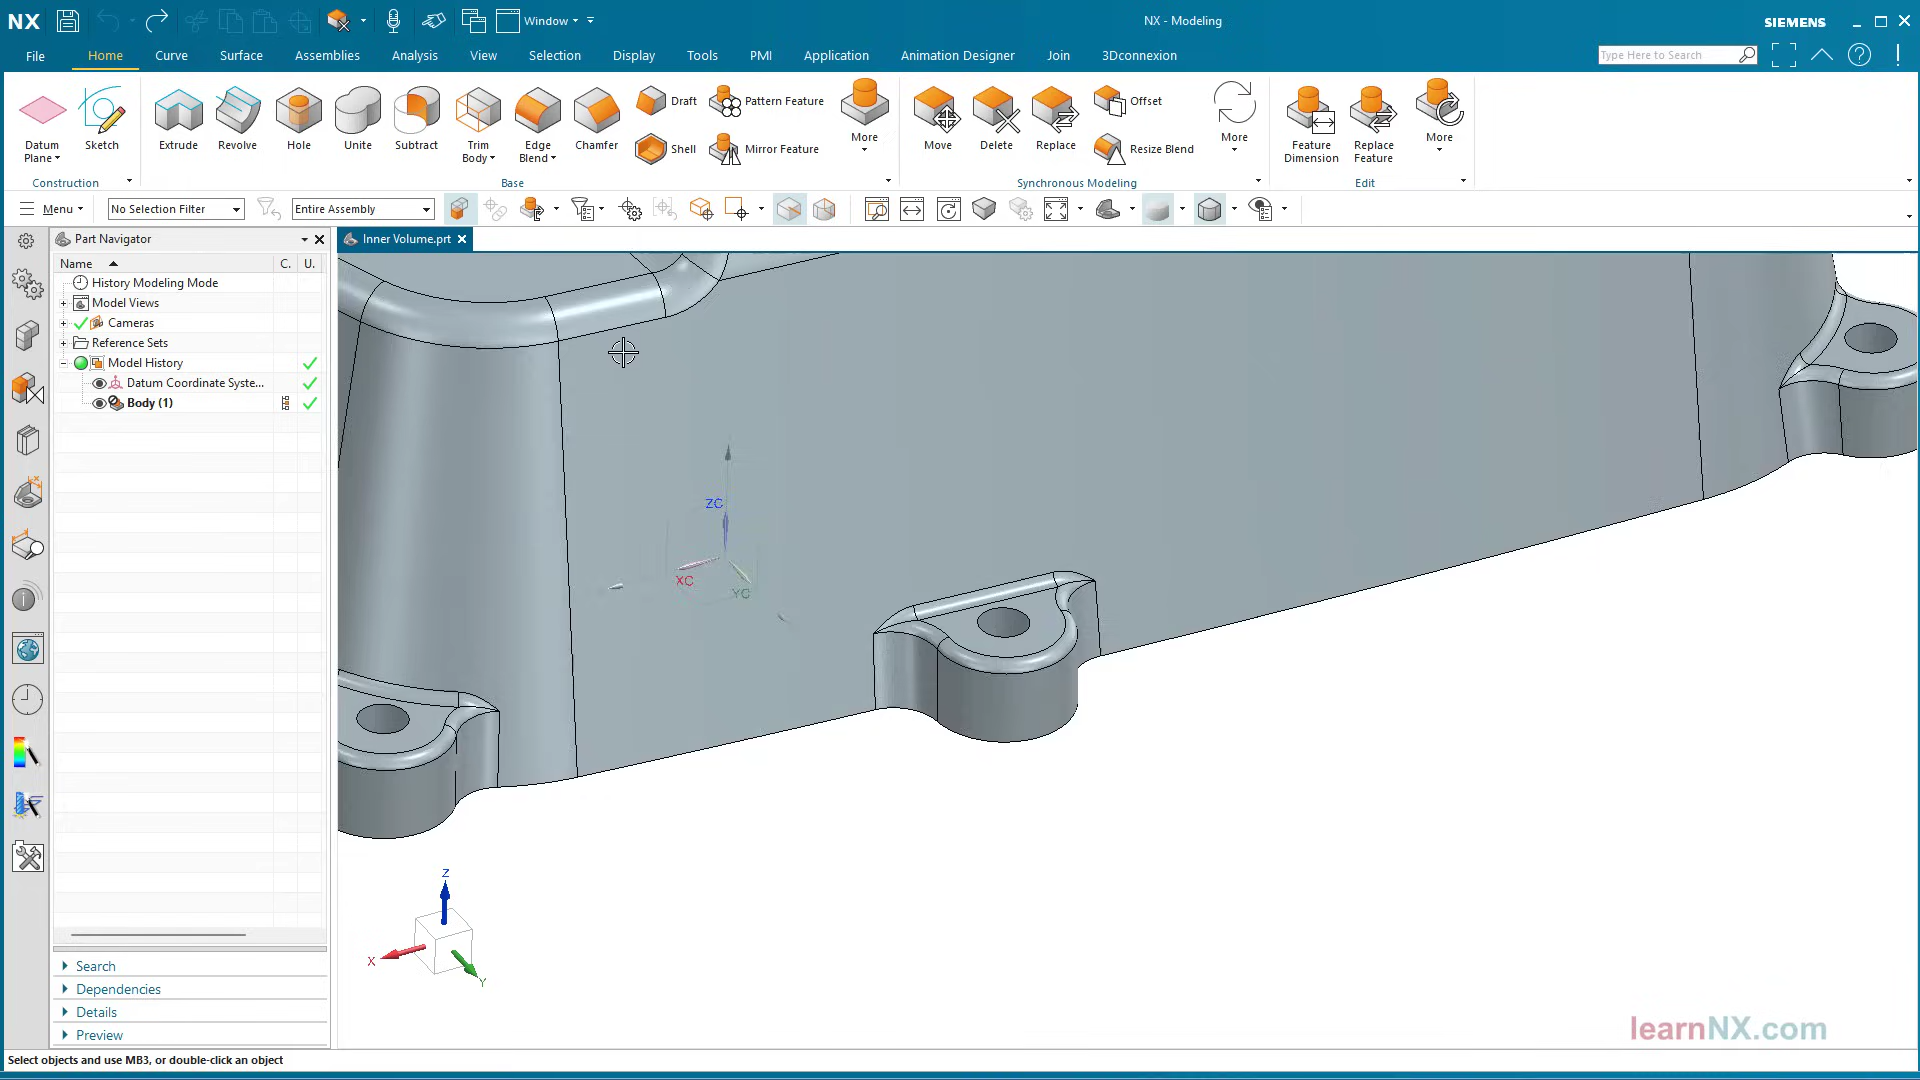 NX Window NX - Modeling SIEMENS
File Home Curve Surface Assemblies Analysis View Selection Display Tools PMI Application Animation Designer Join 3Dconnexion Type Here to Search
Datum Plane Sketch Extrude Revolve Hole Unite Subtract Trim Body Edge Blend Chamfer Draft Shell Pattern Feature Mirror Feature More Move Delete Replace Offset Resize Blend More Feature Dimension Replace Feature More
Construction Base Synchronous Modeling Edit
Menu No Selection Filter Entire Assembly
Part Navigator Inner Volume.prt
Name C. U.
History Modeling Mode
Model Views
Cameras
Reference Sets
Model History
Datum Coordinate Syste...
Body (1)
ZC
XC
YC
Z
X
Y
Search
Dependencies
Details
Preview
learnNX.com
Select objects and use MB3, or double-click an object